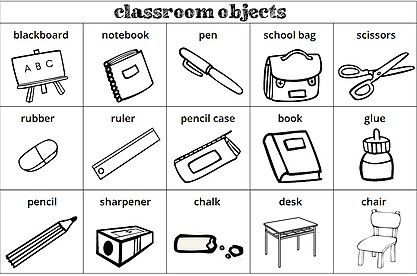 classroom objects
blackboard notebook pen school bag scissors
A B C
rubber ruler pencil case book glue
pencil sharpener chalk desk chair